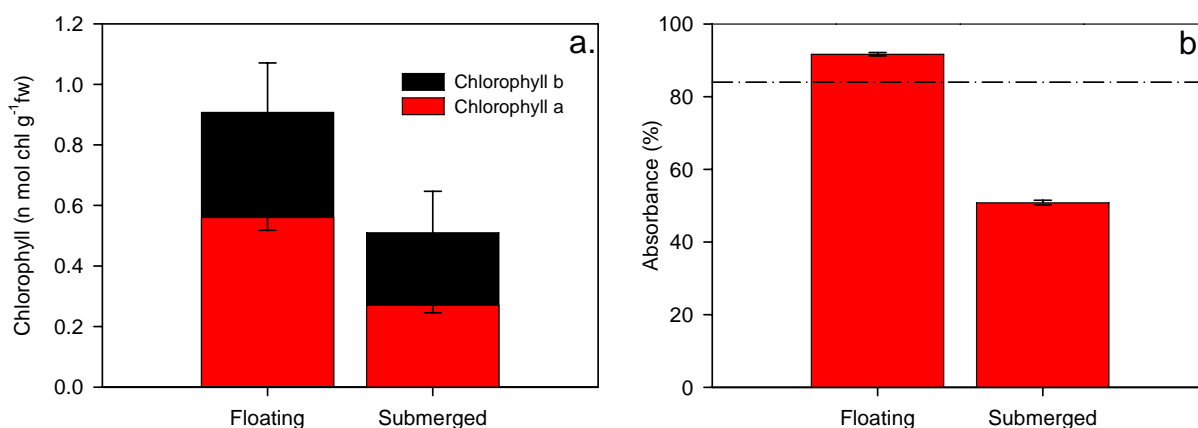 a.
Chlorophyll (n mol chl g⁻¹fw)
1.2
1.0
0.8
0.6
0.4
0.2
0.0
Chlorophyll b
Chlorophyll a
Floating
Submerged
b
Absorbance (%)
100
80
60
40
20
0
Floating
Submerged